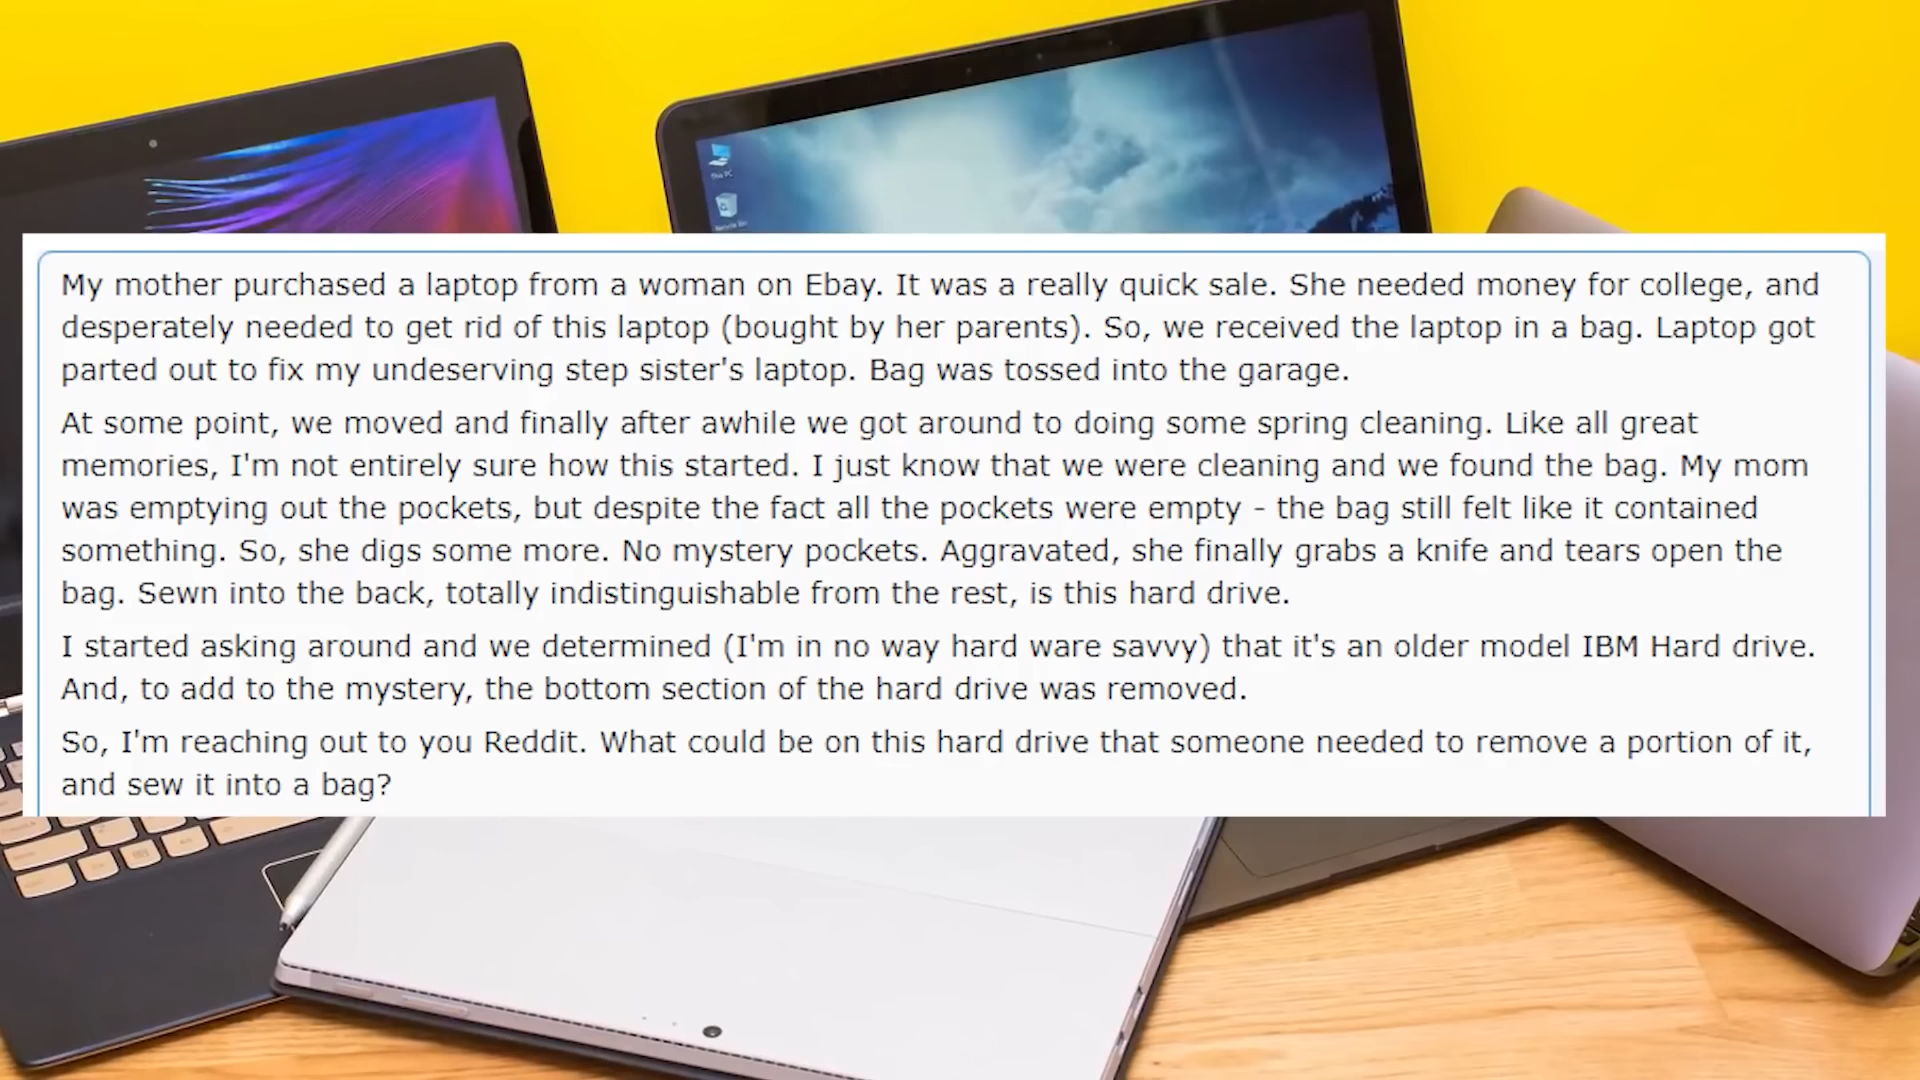 This PC
Recycle Bin
My mother purchased a laptop from a woman on Ebay. It was a really quick sale. She needed money for college, and
desperately needed to get rid of this laptop (bought by her parents). So, we received the laptop in a bag. Laptop got
parted out to fix my undeserving step sister's laptop. Bag was tossed into the garage.
At some point, we moved and finally after awhile we got around to doing some spring cleaning. Like all great
memories, I'm not entirely sure how this started. I just know that we were cleaning and we found the bag. My mom
was emptying out the pockets, but despite the fact all the pockets were empty - the bag still felt like it contained
something. So, she digs some more. No mystery pockets. Aggravated, she finally grabs a knife and tears open the
bag. Sewn into the back, totally indistinguishable from the rest, is this hard drive.
I started asking around and we determined (I'm in no way hard ware savvy) that it's an older model IBM Hard drive.
And, to add to the mystery, the bottom section of the hard drive was removed.
So, I'm reaching out to you Reddit. What could be on this hard drive that someone needed to remove a portion of it,
and sew it into a bag?